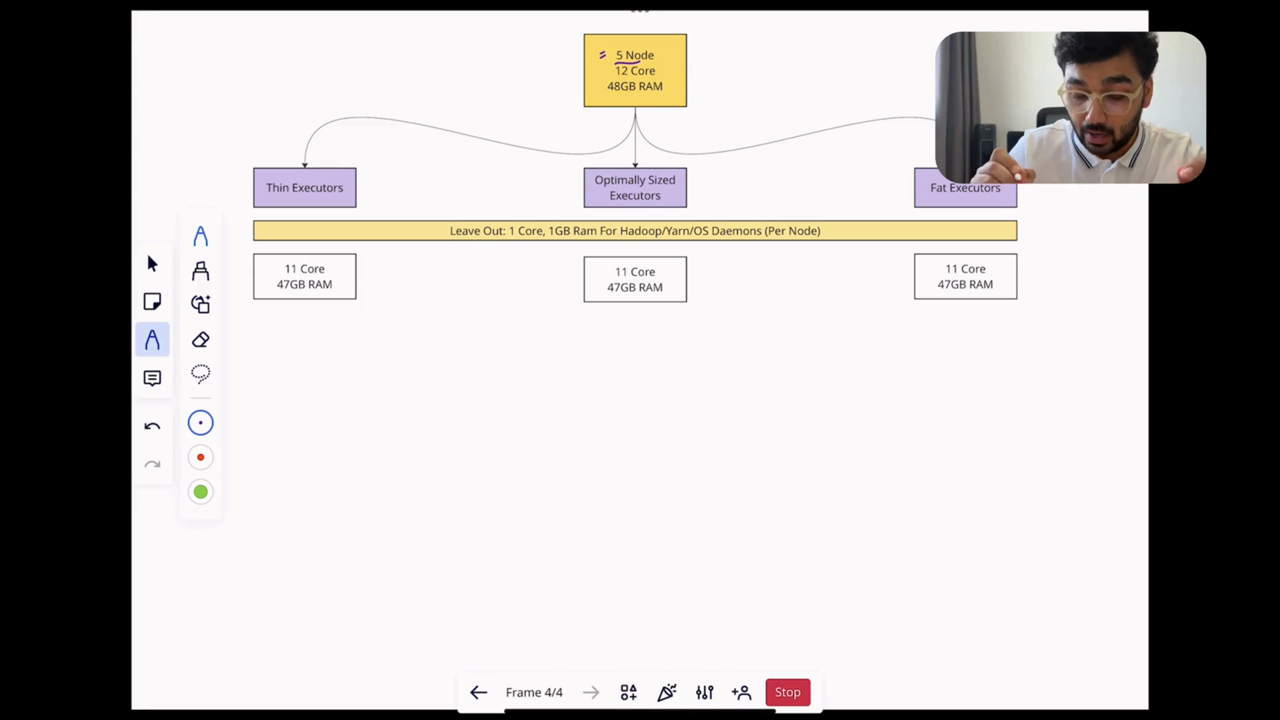 5 Node
12 Core
48GB RAM
Thin Executors
Optimally Sized
Executors
Fat Executors
Leave Out: 1 Core, 1GB Ram For Hadoop/Yarn/OS Daemons (Per Node)
11 Core
47GB RAM
11 Core
47GB RAM
11 Core
47GB RAM
Frame 4/4
Stop